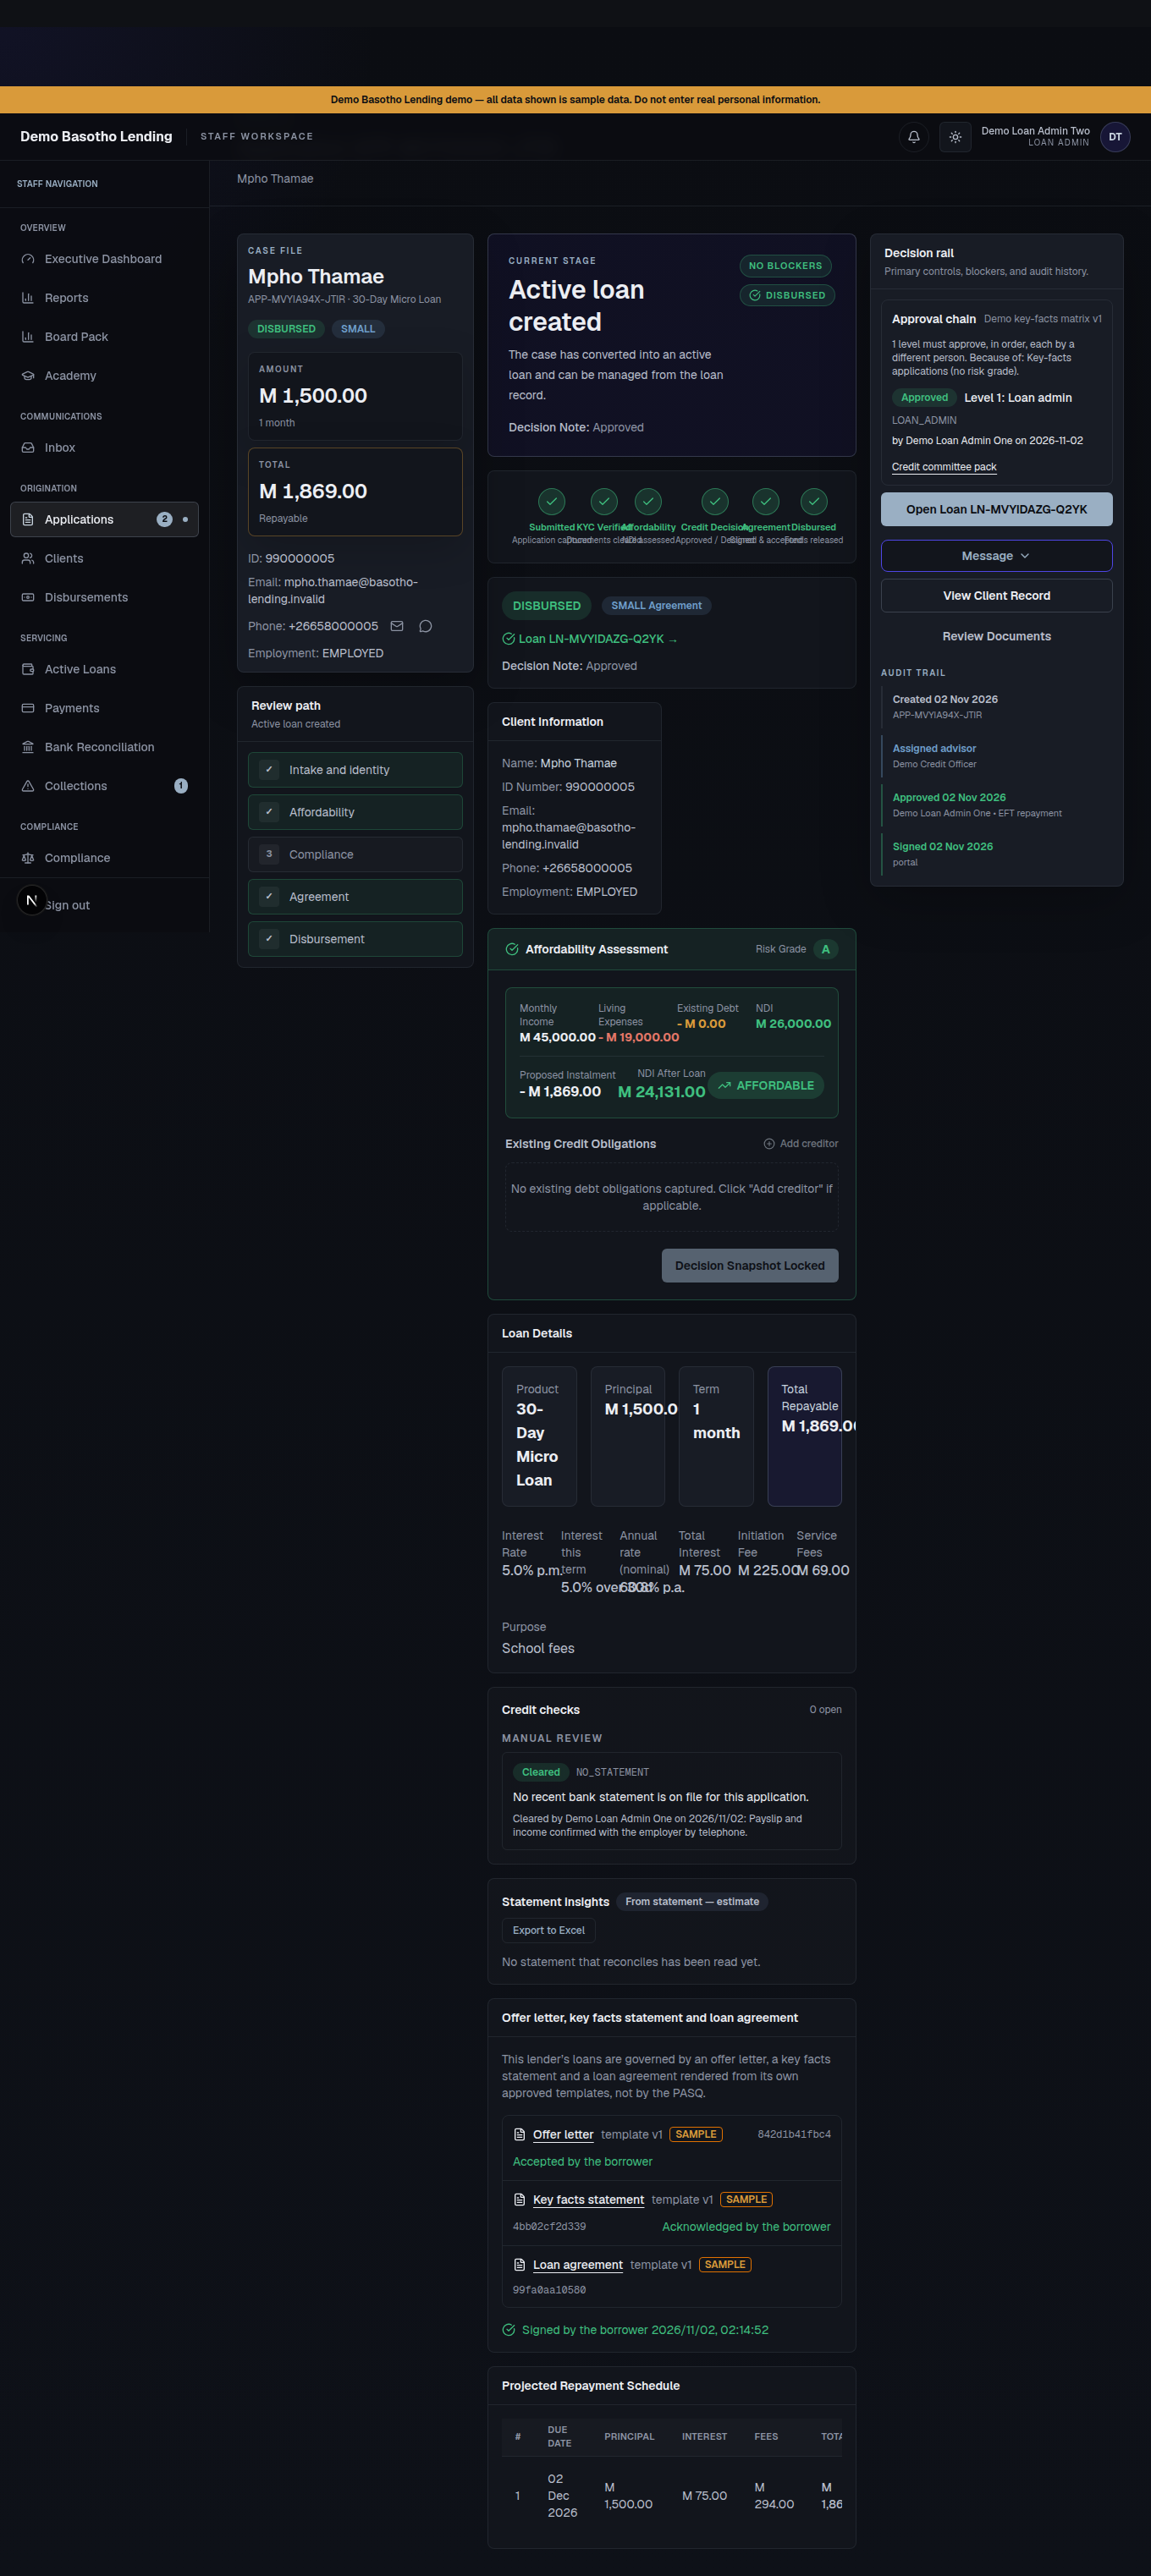 Demo Basotho Lending demo — all data shown is sample data. Do not enter real personal information.
Demo Basotho Lending
STAFF WORKSPACE
Demo Loan Admin Two
LOAN ADMIN
DT
STAFF NAVIGATION
OVERVIEW
Executive Dashboard
Reports
Board Pack
Academy
COMMUNICATIONS
Inbox
ORIGINATION
Applications 2
Clients
Disbursements
SERVICING
Active Loans
Payments
Bank Reconciliation
Collections 1
COMPLIANCE
Compliance
N
Sign out
Mpho Thamae
CASE FILE
Mpho Thamae
APP-MVYIA94X-JTIR · 30-Day Micro Loan
DISBURSED SMALL
AMOUNT
M 1,500.00
1 month
TOTAL
M 1,869.00
Repayable
ID: 990000005
Email: mpho.thamae@basotho-
lending.invalid
Phone: +26658000005
Employment: EMPLOYED
Review path
Active loan created
✓ Intake and identity
✓ Affordability
3 Compliance
✓ Agreement
✓ Disbursement
CURRENT STAGE
Active loan
created
NO BLOCKERS
DISBURSED
The case has converted into an active
loan and can be managed from the loan
record.
Decision Note: Approved
Submitted KYC Verified Affordability Credit Decision Agreement Disbursed
Application captured Documents cleared NDI assessed Approved / Declined Signed & accepted Funds released
DISBURSED SMALL Agreement
Loan LN-MVYIDAZG-Q2YK →
Decision Note: Approved
Client Information
Name: Mpho Thamae
ID Number: 990000005
Email:
mpho.thamae@basotho-
lending.invalid
Phone: +26658000005
Employment: EMPLOYED
Affordability Assessment
Risk Grade A
Monthly
Income
M 45,000.00
Living
Expenses
- M 19,000.00
Existing Debt
- M 0.00
NDI
M 26,000.00
Proposed Instalment
- M 1,869.00
NDI After Loan
M 24,131.00
AFFORDABLE
Existing Credit Obligations
Add creditor
No existing debt obligations captured. Click "Add creditor" if
applicable.
Decision Snapshot Locked
Loan Details
Product
30-
Day
Micro
Loan
Principal
M 1,500.0
Term
1
month
Total
Repayable
M 1,869.0
Interest
Rate
5.0% p.m.
Interest
this
term
5.0% over
Annual
rate
(nominal)
% p.a.
Total
Interest
M 75.00
Initiation
Fee
M 225.00
Service
Fees
M 69.00
Purpose
School fees
Credit checks
0 open
MANUAL REVIEW
Cleared NO_STATEMENT
No recent bank statement is on file for this application.
Cleared by Demo Loan Admin One on 2026/11/02: Payslip and
income confirmed with the employer by telephone.
Statement Insights From statement — estimate
Export to Excel
No statement that reconciles has been read yet.
Offer letter, key facts statement and loan agreement
This lender's loans are governed by an offer letter, a key facts
statement and a loan agreement rendered from its own
approved templates, not by the PASQ.
Offer letter template v1 SAMPLE 842d1b41fbc4
Accepted by the borrower
Key facts statement template v1 SAMPLE
4bb02cf2d339 Acknowledged by the borrower
Loan agreement template v1 SAMPLE
99fa0aa10580
Signed by the borrower 2026/11/02, 02:14:52
Projected Repayment Schedule
# DUE
DATE PRINCIPAL INTEREST FEES TOTA
1
02
Dec
2026
M
1,500.00
M 75.00
M
294.00
M
1,86
Decision rail
Primary controls, blockers, and audit history.
Approval chain Demo key-facts matrix v1
1 level must approve, in order, each by a
different person. Because of: Key-facts
applications (no risk grade).
Approved Level 1: Loan admin
LOAN_ADMIN
by Demo Loan Admin One on 2026-11-02
Credit committee pack
Open Loan LN-MVYIDAZG-Q2YK
Message
View Client Record
Review Documents
AUDIT TRAIL
Created 02 Nov 2026
APP-MVYIA94X-JTIR
Assigned advisor
Demo Credit Officer
Approved 02 Nov 2026
Demo Loan Admin One • EFT repayment
Signed 02 Nov 2026
portal